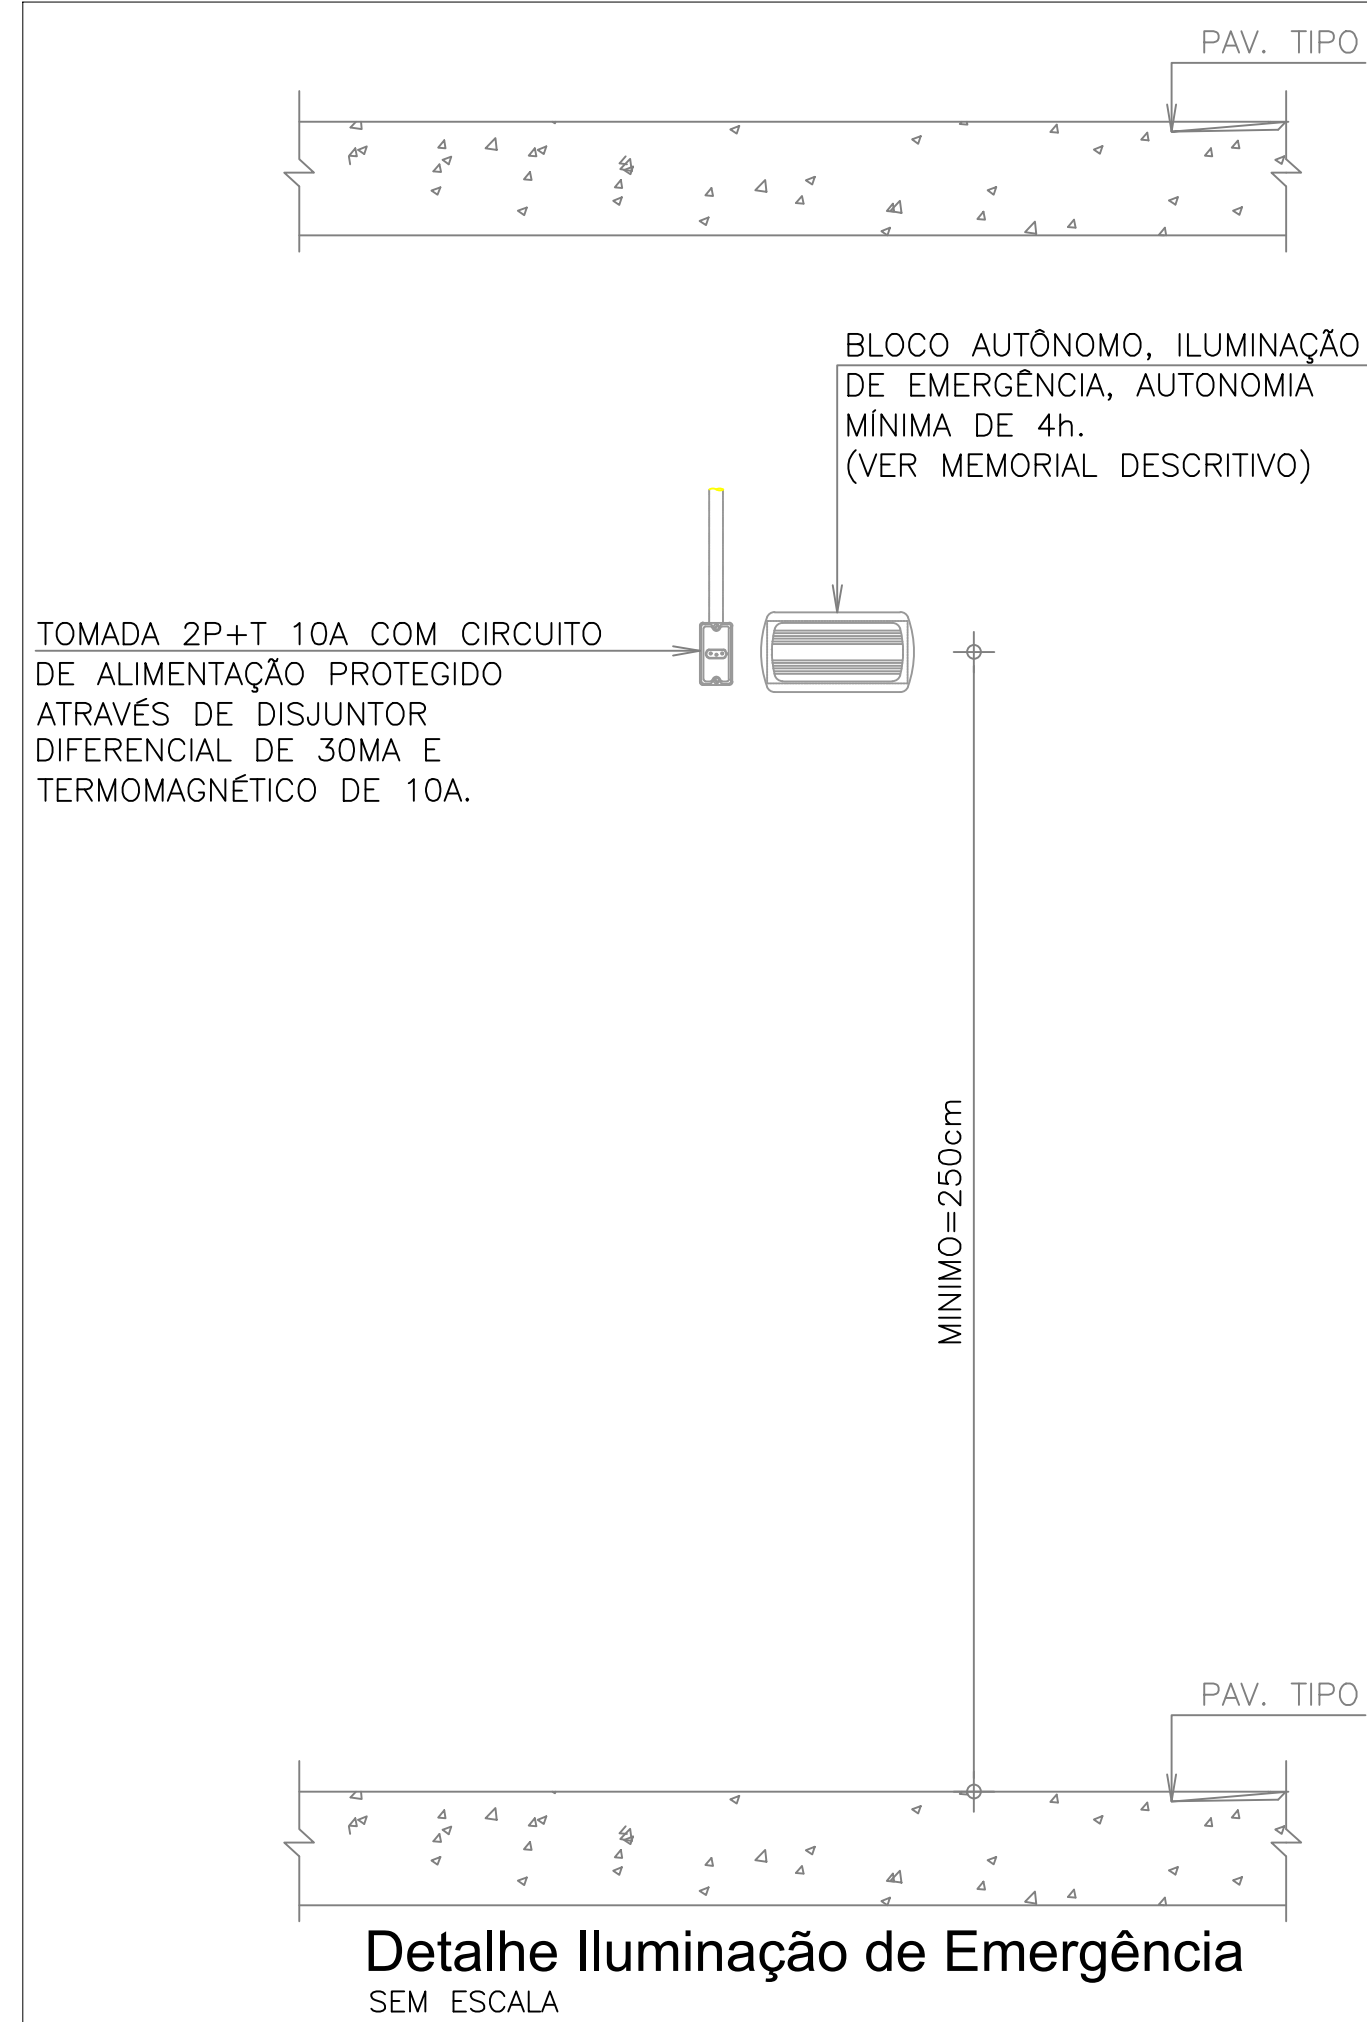 PAV. TIPO
BLOCO AUTÔNOMO, ILUMINAÇÃO
DE EMERGÊNCIA, AUTONOMIA
MÍNIMA DE 4h.
(VER MEMORIAL DESCRITIVO)
TOMADA 2P+T 10A COM CIRCUITO
DE ALIMENTAÇÃO PROTEGIDO
ATRAVÉS DE DISJUNTOR
DIFERENCIAL DE 30MA E
TERMOMAGNÉTICO DE 10A.
MINIMO=250cm
PAV. TIPO
Detalhe Iluminação de Emergência
SEM ESCALA